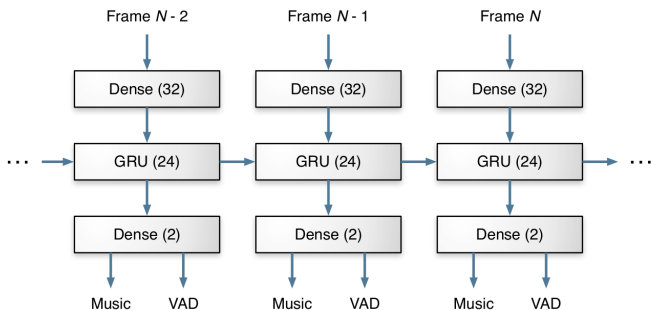 Frame N - 2 Frame N - 1 Frame N
Dense (32) Dense (32) Dense (32)
... GRU (24) GRU (24) GRU (24) ...
Dense (2) Dense (2) Dense (2)
Music VAD Music VAD Music VAD